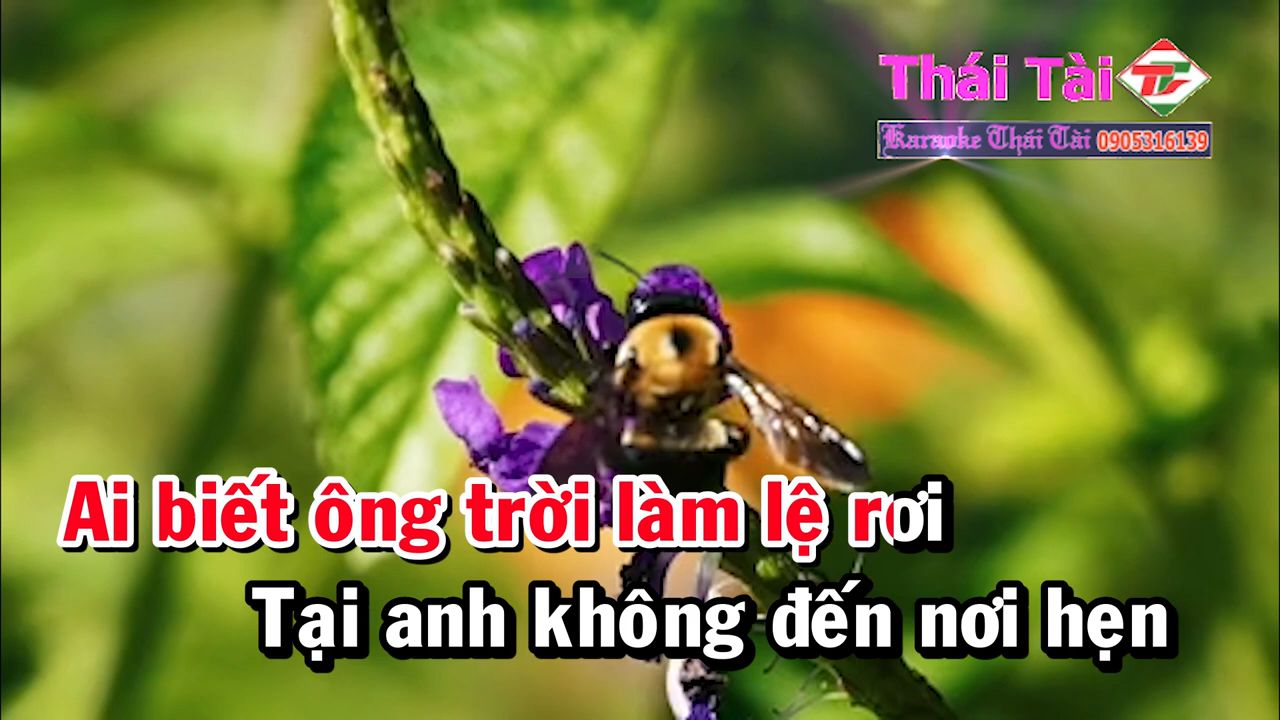 Thái Tài
Karaoke Thái Tài 0905316139
Ai biết ông trời làm lệ rơi
Tại anh không đến nơi hẹn